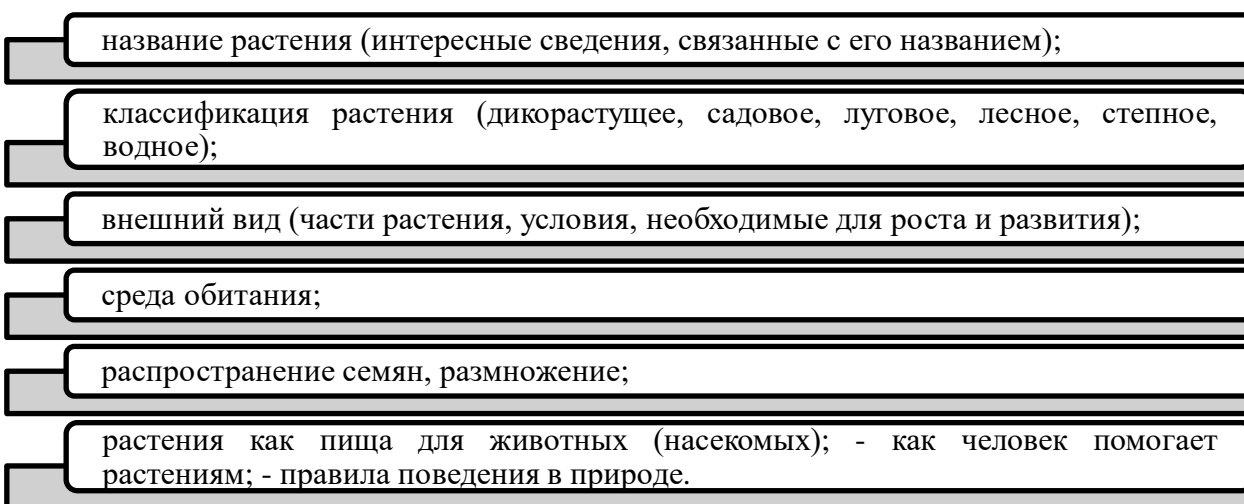 название растения (интересные сведения, связанные с его названием);
классификация растения (дикорастущее, садовое, луговое, лесное, степное,
водное);
внешний вид (части растения, условия, необходимые для роста и развития);
среда обитания;
распространение семян, размножение;
растения как пища для животных (насекомых); - как человек помогает
растениям; - правила поведения в природе.